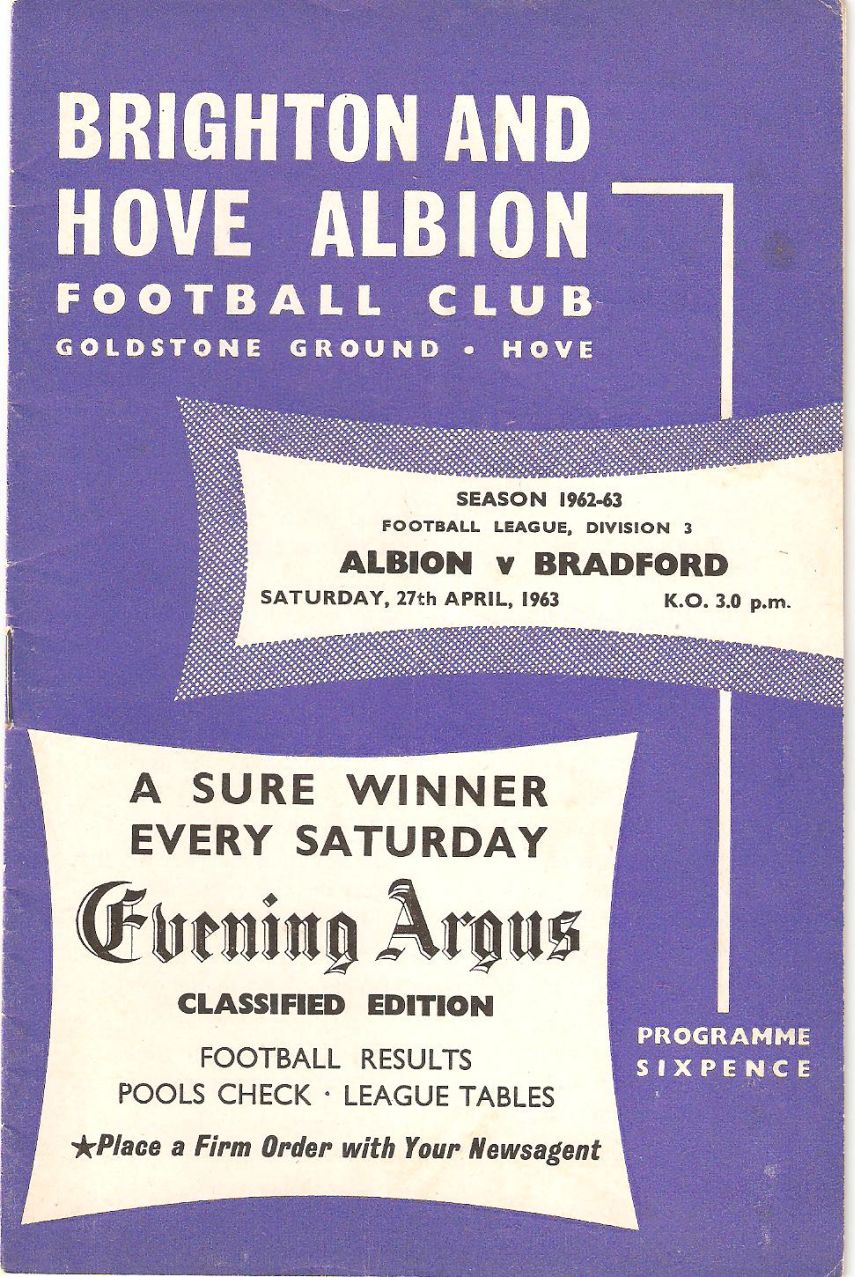 BRIGHTON AND
HOVE ALBION
FOOTBALL CLUB
GOLDSTONE GROUND • HOVE
SEASON 1962-63
FOOTBALL LEAGUE, DIVISION 3
ALBION v BRADFORD
SATURDAY, 27th APRIL, 1963 K.O. 3.0 p.m.
A SURE WINNER
EVERY SATURDAY
Evening Argus
CLASSIFIED EDITION
FOOTBALL RESULTS
POOLS CHECK · LEAGUE TABLES
★Place a Firm Order with Your Newsagent
PROGRAMME
SIXPENCE